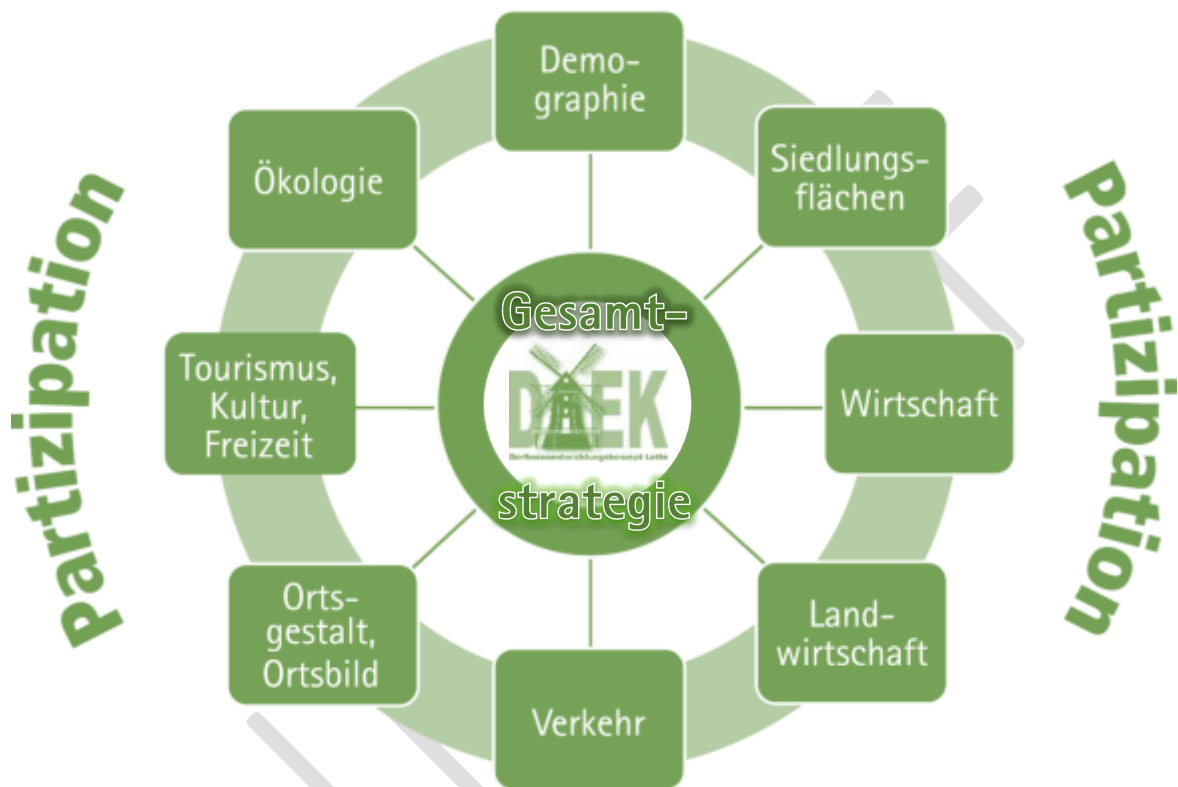 Demo-
graphie
Siedlungs-
flächen
Wirtschaft
Land-
wirtschaft
Verkehr
Orts-
gestalt,
Ortsbild
Tourismus,
Kultur,
Freizeit
Ökologie
Gesamt-
strategie
Partizipation
Partizipation